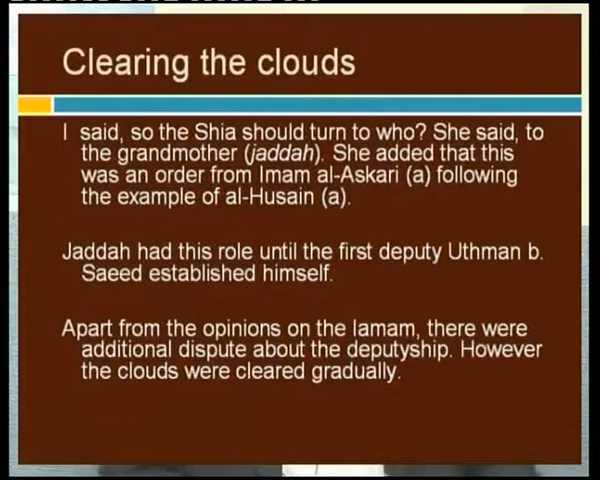 Clearing the clouds
I said, so the Shia should turn to who? She said, to
the grandmother (jaddah). She added that this
was an order from Imam al-Askari (a) following
the example of al-Husain (a).
Jaddah had this role until the first deputy Uthman b.
Saeed established himself.
Apart from the opinions on the Iamam, there were
additional dispute about the deputyship. However
the clouds were cleared gradually.